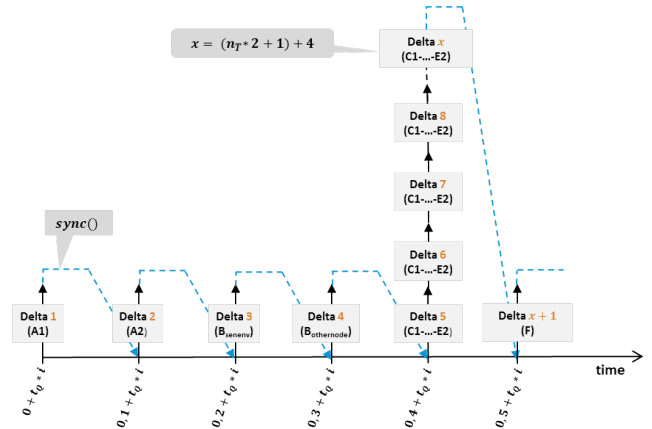 x = (n_T * 2 + 1) + 4
Delta x
(C1-...-E2)
Delta 8
(C1-...-E2)
Delta 7
(C1-...-E2)
sync()
Delta 6
(C1-...-E2)
Delta 1
(A1)
Delta 2
(A2)
Delta 3
(B_senenv)
Delta 4
(B_othernode)
Delta 5
(C1-...-E2)
Delta x + 1
(F)
time
0 + t_Q * i
0,1 + t_Q * i
0,2 + t_Q * i
0,3 + t_Q * i
0,4 + t_Q * i
0,5 + t_Q * i